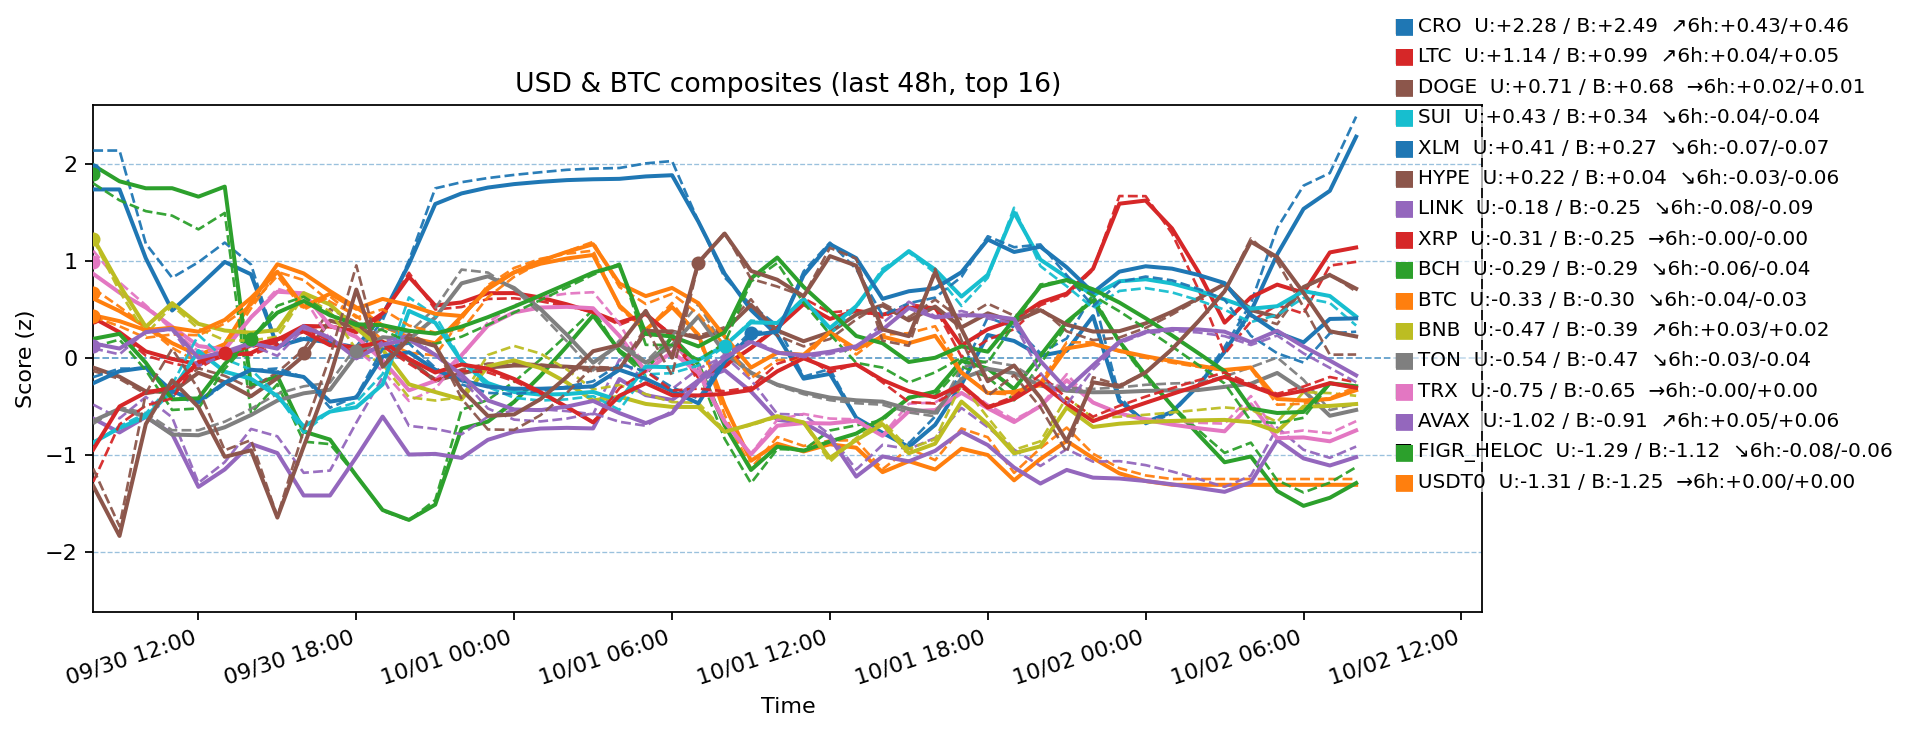 USD & BTC composites (last 48h, top 16)
CRO U:+2.28 / B:+2.49 ↗6h:+0.43/+0.46
LTC U:+1.14 / B:+0.99 ↗6h:+0.04/+0.05
DOGE U:+0.71 / B:+0.68 →6h:+0.02/+0.01
SUI U:+0.43 / B:+0.34 ↘6h:-0.04/-0.04
XLM U:+0.41 / B:+0.27 ↘6h:-0.07/-0.07
HYPE U:+0.22 / B:+0.04 ↘6h:-0.03/-0.06
LINK U:-0.18 / B:-0.25 ↘6h:-0.08/-0.09
XRP U:-0.31 / B:-0.25 →6h:-0.00/-0.00
BCH U:-0.29 / B:-0.29 ↘6h:-0.06/-0.04
BTC U:-0.33 / B:-0.30 ↘6h:-0.04/-0.03
BNB U:-0.47 / B:-0.39 ↗6h:+0.03/+0.02
TON U:-0.54 / B:-0.47 ↘6h:-0.03/-0.04
TRX U:-0.75 / B:-0.65 →6h:-0.00/+0.00
AVAX U:-1.02 / B:-0.91 ↗6h:+0.05/+0.06
FIGR_HELOC U:-1.29 / B:-1.12 ↘6h:-0.08/-0.06
USDT0 U:-1.31 / B:-1.25 →6h:+0.00/+0.00
Score (z)
2
1
0
−1
−2
09/30 12:00
09/30 18:00
10/01 00:00
10/01 06:00
10/01 12:00
10/01 18:00
10/02 00:00
10/02 06:00
10/02 12:00
Time